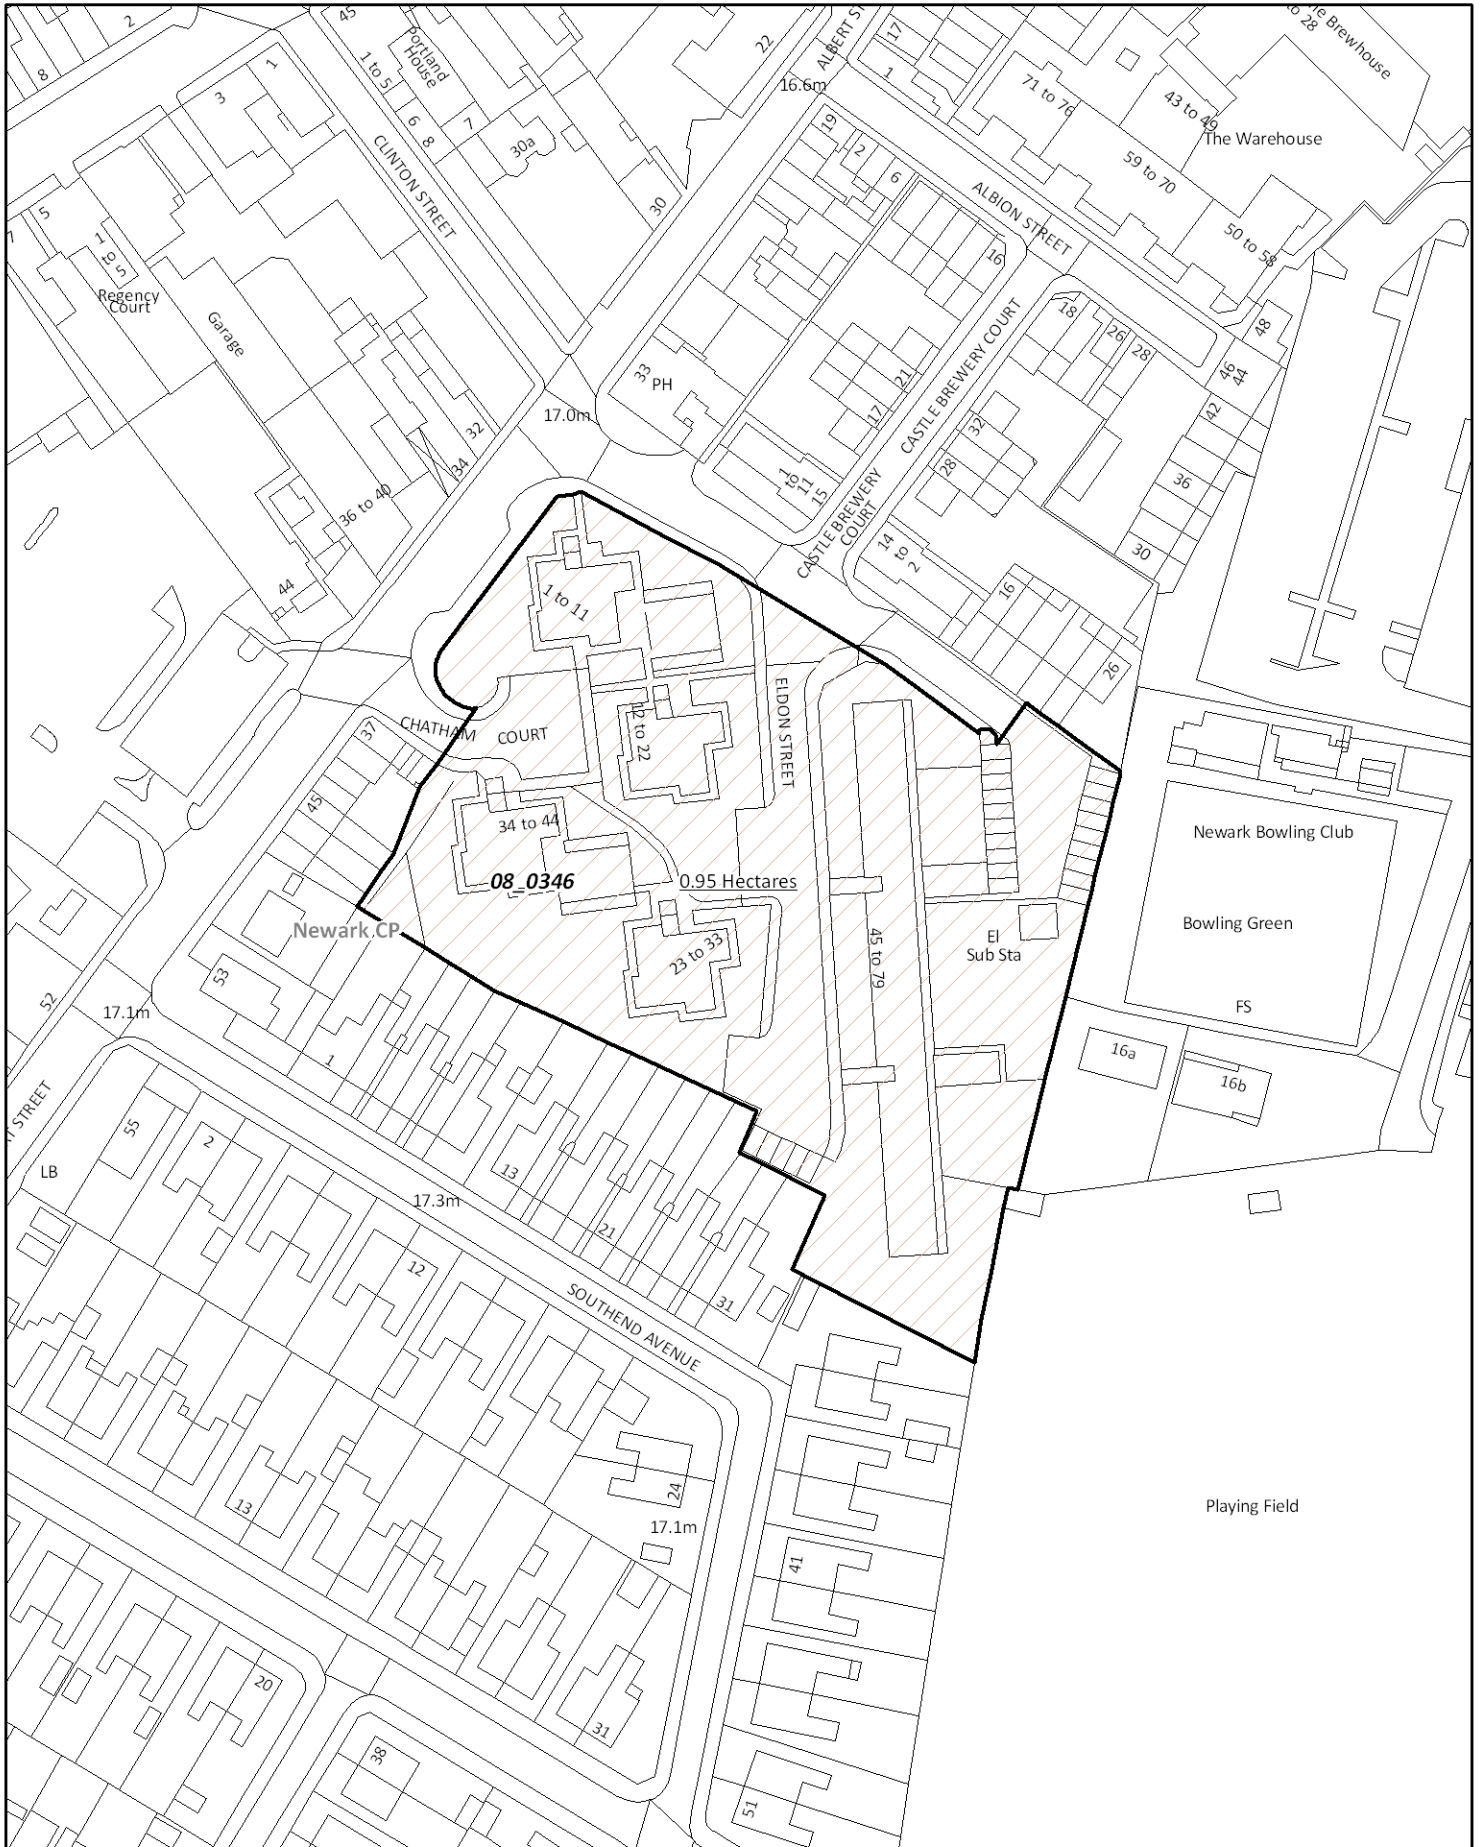 2
8
45
1 to 5
Portland
House
6
8
7
30a
22
ALBERT ST
17
1
16.6m
71 to 76
43 to 49
The Brewhouse
to 28
The Warehouse
59 to 70
50 to 58
1
3
CLINTON STREET
30
19
2
6
ALBION STREET
16
5
7
1
to
5
Regency
Court
Garage
18
26
28
48
46
44
42
36
30
CASTLE BREWERY COURT
21
17
33
PH
17.0m
32
34
36 to 40
44
32
28
1
to
11
15
CASTLE BREWERY
COURT
14
to
2
16
26
1 to 11
12 to 22
ELDON STREET
CHATHAM
COURT
37
45
34 to 44
08_0346
0.95 Hectares
Newark CP
23 to 33
45 to 79
El
Sub Sta
Newark Bowling Club
Bowling Green
FS
16a
16b
53
52
17.1m
1
55
2
LB
13
17.3m
21
12
31
SOUTHEND AVENUE
24
17.1m
13
41
Playing Field
20
31
38
51